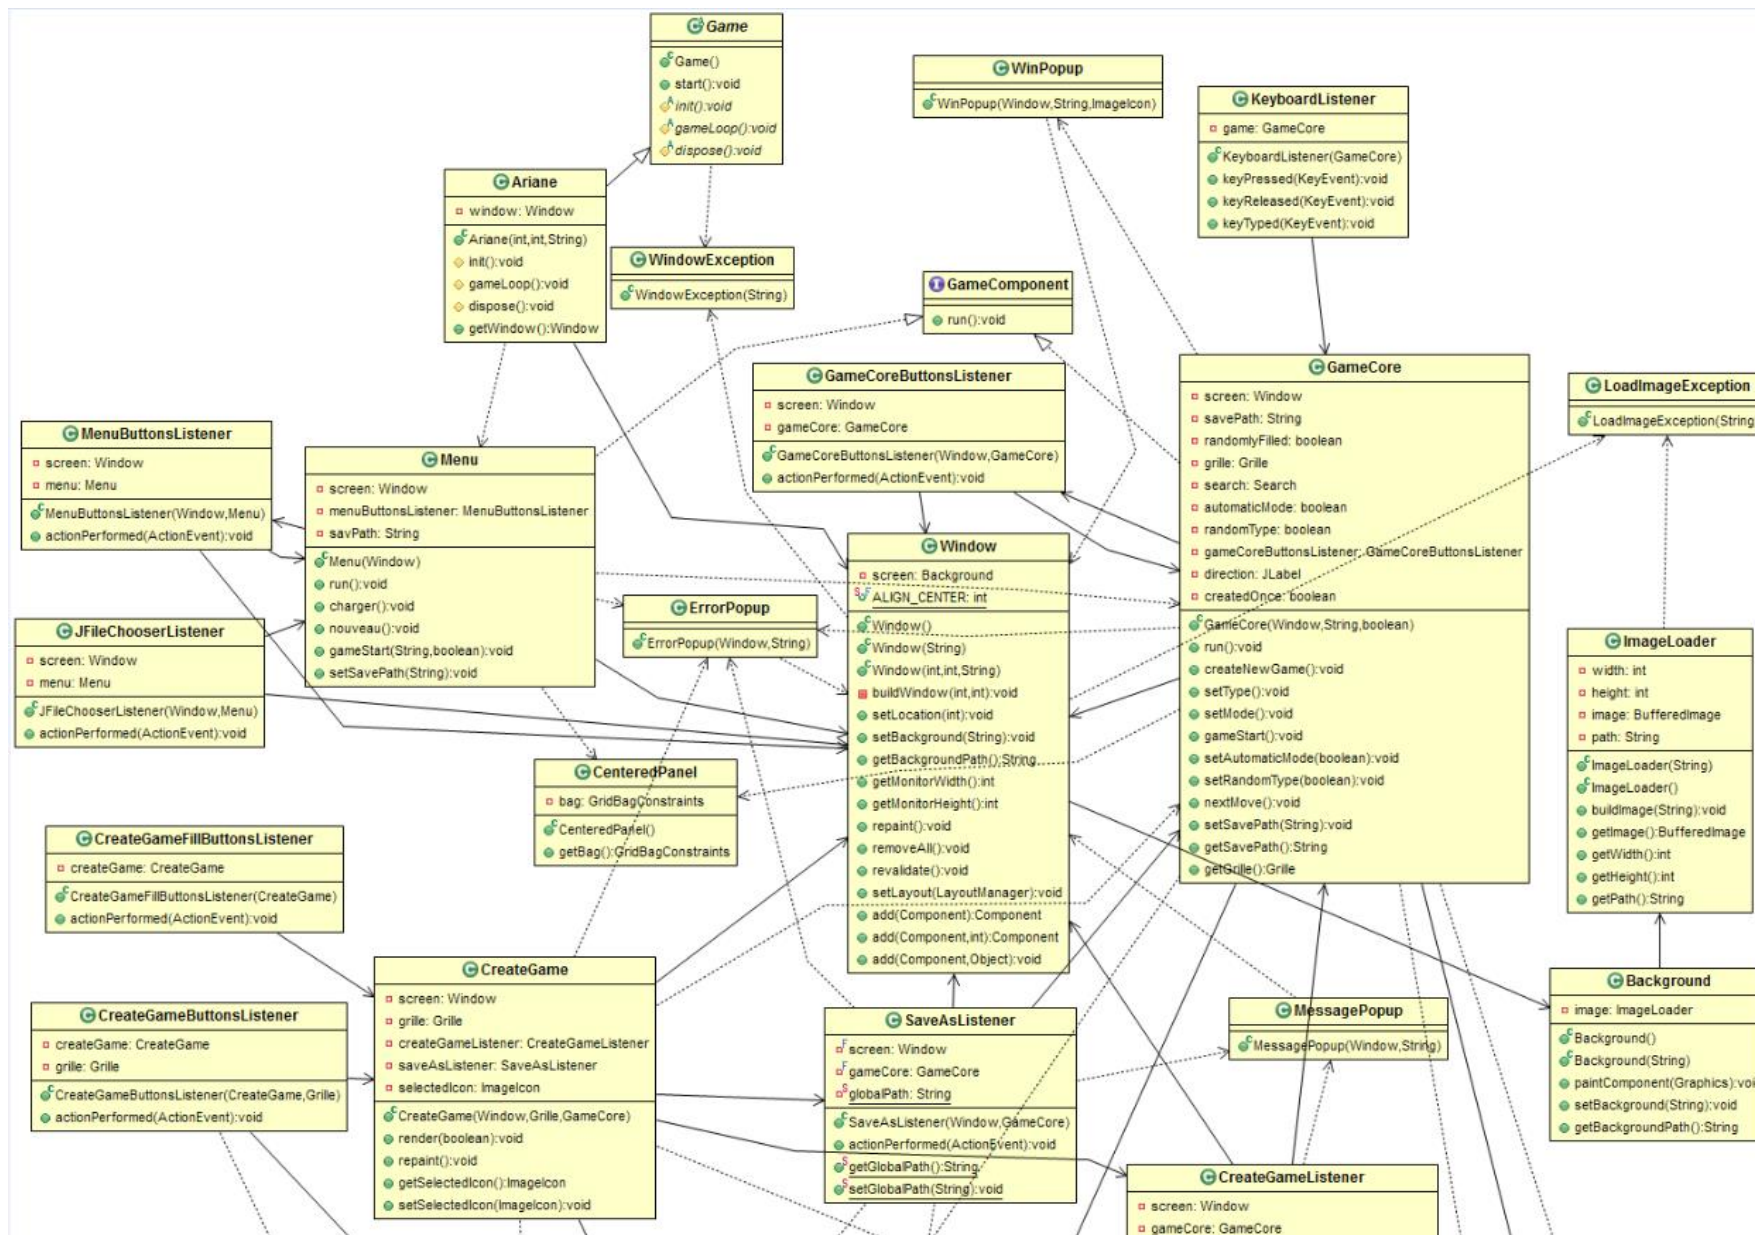 Game
Game()
start():void
init():void
gameLoop():void
dispose():void
WinPopup
WinPopup(Window,String,ImageIcon)
KeyboardListener
game: GameCore
KeyboardListener(GameCore)
keyPressed(KeyEvent):void
keyReleased(KeyEvent):void
keyTyped(KeyEvent):void
Ariane
window: Window
Ariane(int,int,String)
init():void
gameLoop():void
dispose():void
getWindow():Window
WindowException
WindowException(String)
GameComponent
run():void
GameCoreButtonsListener
screen: Window
gameCore: GameCore
GameCoreButtonsListener(Window,GameCore)
actionPerformed(ActionEvent):void
GameCore
screen: Window
savePath: String
randomlyFilled: boolean
grille: Grille
search: Search
automaticMode: boolean
randomType: boolean
gameCoreButtonsListener: GameCoreButtonsListener
direction: JLabel
createdOnce: boolean
GameCore(Window,String,boolean)
run():void
createNewGame():void
setType():void
setMode():void
gameStart():void
setAutomaticMode(boolean):void
setRandomType(boolean):void
nextMove():void
setSavePath(String):void
getSavePath():String
getGrille():Grille
LoadImageException
LoadImageException(String
MenuButtonsListener
screen: Window
menu: Menu
MenuButtonsListener(Window,Menu)
actionPerformed(ActionEvent):void
Menu
screen: Window
menuButtonsListener: MenuButtonsListener
savPath: String
Menu(Window)
run():void
charger():void
nouveau():void
gameStart(String,boolean):void
setSavePath(String):void
Window
screen: Background
ALIGN_CENTER: int
Window()
Window(String)
Window(int,int,String)
buildWindow(int,int):void
setLocation(int):void
setBackground(String):void
getBackgroundPath():String
getMonitorWidth():int
getMonitorHeight():int
repaint():void
removeAll():void
revalidate():void
setLayout(LayoutManager):void
add(Component):Component
add(Component,int):Component
add(Component,Object):void
ErrorPopup
ErrorPopup(Window,String)
JFileChooserListener
screen: Window
menu: Menu
JFileChooserListener(Window,Menu)
actionPerformed(ActionEvent):void
ImageLoader
width: int
height: int
image: BufferedImage
path: String
ImageLoader(String)
ImageLoader()
buildImage(String):void
getImage():BufferedImage
getWidth():int
getHeight():int
getPath():String
CenteredPanel
bag: GridBagConstraints
CenteredPanel()
getBag():GridBagConstraints
CreateGameFillButtonsListener
createGame: CreateGame
CreateGameFillButtonsListener(CreateGame)
actionPerformed(ActionEvent):void
CreateGame
screen: Window
grille: Grille
createGameListener: CreateGameListener
saveAsListener: SaveAsListener
selectedIcon: ImageIcon
CreateGame(Window,Grille,GameCore)
render(boolean):void
repaint():void
getSelectedIcon():ImageIcon
setSelectedIcon(ImageIcon):void
CreateGameButtonsListener
createGame: CreateGame
grille: Grille
CreateGameButtonsListener(CreateGame,Grille)
actionPerformed(ActionEvent):void
SaveAsListener
screen: Window
gameCore: GameCore
globalPath: String
SaveAsListener(Window,GameCore)
actionPerformed(ActionEvent):void
getGlobalPath():String
setGlobalPath(String):void
MessagePopup
MessagePopup(Window,String)
Background
image: ImageLoader
Background()
Background(String)
paintComponent(Graphics):voi
setBackground(String):void
getBackgroundPath():String
CreateGameListener
screen: Window
gameCore: GameCore